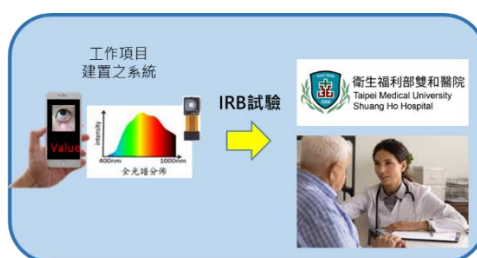 工作項目
建置之系統
Value
intensity
400nm
1000nm
全光譜分佈
IRB試驗
衛生福利部雙和醫院
Taipei Medical University
Shuang Ho Hospital